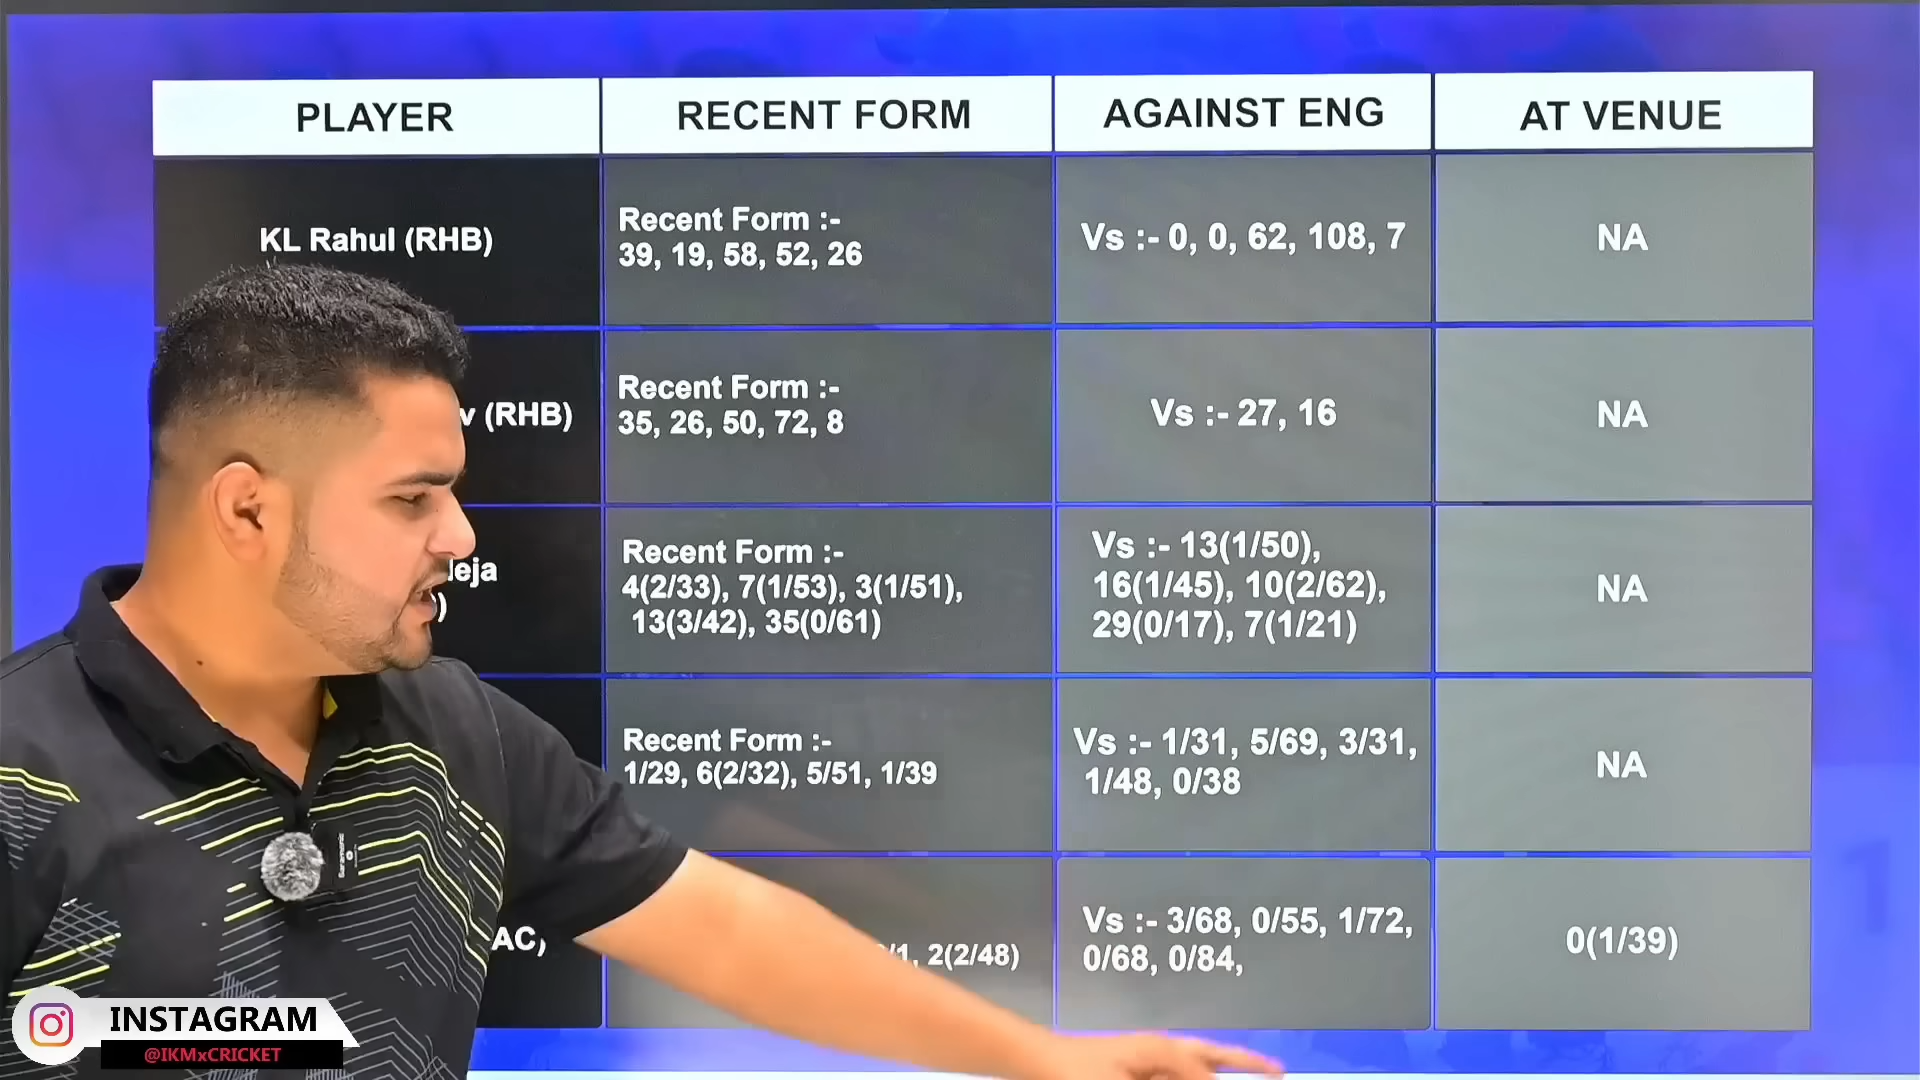 PLAYER
RECENT FORM
AGAINST ENG
AT VENUE
KL Rahul (RHB)
Recent Form :-
39, 19, 58, 52, 26
Vs :- 0, 0, 62, 108, 7
NA
(RHB)
Recent Form :-
35, 26, 50, 72, 8
Vs :- 27, 16
NA
Recent Form :-
4(2/33), 7(1/53), 3(1/51),
13(3/42), 35(0/61)
Vs :- 13(1/50),
16(1/45), 10(2/62),
29(0/17), 7(1/21)
NA
Recent Form :-
1/29, 6(2/32), 5/51, 1/39
Vs :- 1/31, 5/69, 3/31,
1/48, 0/38
NA
2(2/48)
Vs :- 3/68, 0/55, 1/72,
0/68, 0/84,
0(1/39)
INSTAGRAM
@IKMxCRICKET